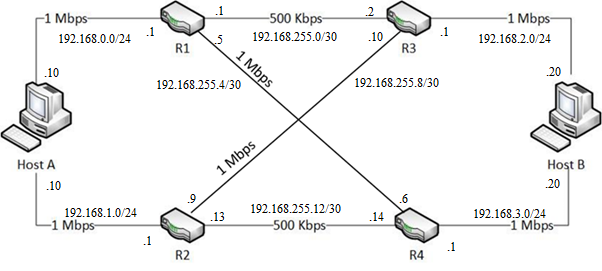 1 Mbps
.1
500 Kbps
.2
1 Mbps
192.168.0.0/24
.1
R1
.5
192.168.255.0/30
.10
R3
.1
192.168.2.0/24
.10
192.168.255.4/30
1 Mbps
192.168.255.8/30
.20
Host A
Host B
1 Mbps
.10
.20
.9
.6
192.168.1.0/24
.13
192.168.255.12/30
.14
192.168.3.0/24
1 Mbps
500 Kbps
1 Mbps
.1
R2
R4
.1